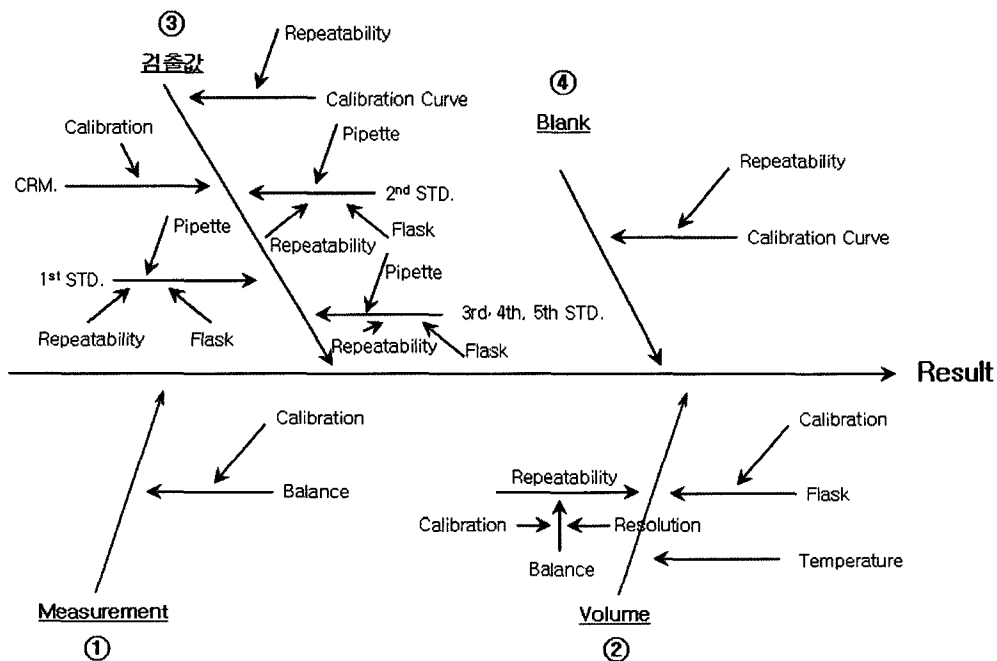 ③
검출값
Repeatability
Calibration Curve
Calibration
CRM.
Pipette
2nd STD.
Repeatability
Flask
Pipette
1st STD.
Repeatability
Flask
Pipette
3rd, 4th, 5th STD.
Repeatability
Flask
④
Blank
Repeatability
Calibration Curve
Result
Calibration
Balance
Measurement
①
Repeatability
Calibration
Resolution
Balance
Calibration
Flask
Temperature
Volume
②